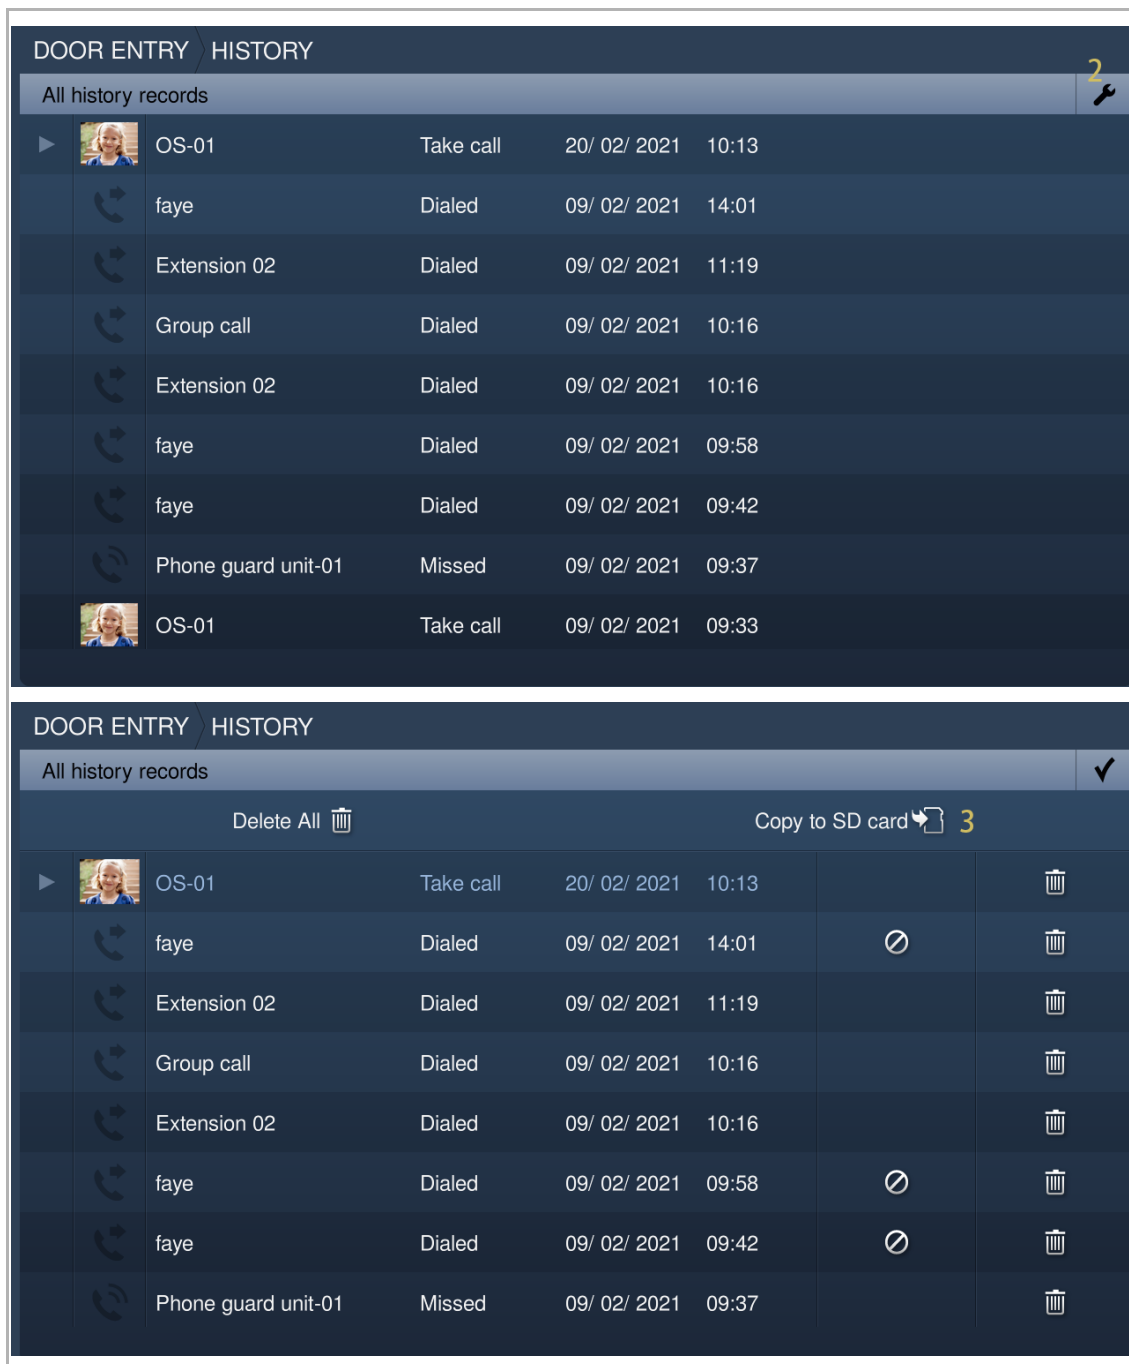 DOOR ENTRY HISTORY
2
All history records
OS-01 Take call 20/ 02/ 2021 10:13
faye Dialed 09/ 02/ 2021 14:01
Extension 02 Dialed 09/ 02/ 2021 11:19
Group call Dialed 09/ 02/ 2021 10:16
Extension 02 Dialed 09/ 02/ 2021 10:16
faye Dialed 09/ 02/ 2021 09:58
faye Dialed 09/ 02/ 2021 09:42
Phone guard unit-01 Missed 09/ 02/ 2021 09:37
OS-01 Take call 09/ 02/ 2021 09:33
DOOR ENTRY HISTORY
All history records
Delete All Copy to SD card 3
OS-01 Take call 20/ 02/ 2021 10:13
faye Dialed 09/ 02/ 2021 14:01
Extension 02 Dialed 09/ 02/ 2021 11:19
Group call Dialed 09/ 02/ 2021 10:16
Extension 02 Dialed 09/ 02/ 2021 10:16
faye Dialed 09/ 02/ 2021 09:58
faye Dialed 09/ 02/ 2021 09:42
Phone guard unit-01 Missed 09/ 02/ 2021 09:37